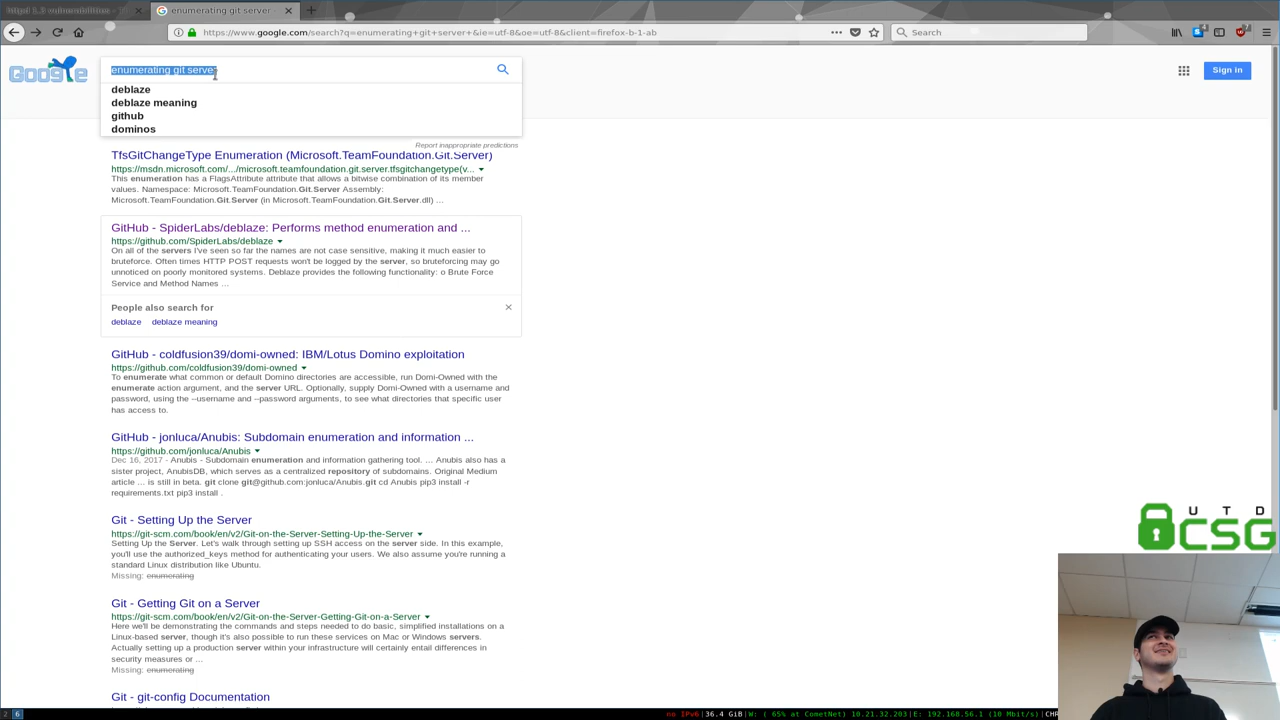 httpd 1.3 vulnerabilities -
enumerating git server -
https://www.google.com/search?q=enumerating+git+server+&ie=utf-8&oe=utf-8&client=firefox-b-1-ab
Search
Google
enumerating git server
Sign in
deblaze
deblaze meaning
github
dominos
Report inappropriate predictions
TfsGitChangeType Enumeration (Microsoft.TeamFoundation.Git.Server)
https://msdn.microsoft.com/.../microsoft.teamfoundation.git.server.tfsgitchangetype(v...
This enumeration has a FlagsAttribute attribute that allows a bitwise combination of its member
values. Namespace: Microsoft.TeamFoundation.Git.Server Assembly:
Microsoft.TeamFoundation.Git.Server (in Microsoft.TeamFoundation.Git.Server.dll) ...
GitHub - SpiderLabs/deblaze: Performs method enumeration and ...
https://github.com/SpiderLabs/deblaze
On all of the servers I've seen so far the names are not case sensitive, making it much easier to
bruteforce. Often times HTTP POST requests won't be logged by the server, so bruteforcing may go
unnoticed on poorly monitored systems. Deblaze provides the following functionality: o Brute Force
Service and Method Names ...
People also search for
deblaze deblaze meaning
GitHub - coldfusion39/domi-owned: IBM/Lotus Domino exploitation
https://github.com/coldfusion39/domi-owned
To enumerate what common or default Domino directories are accessible, run Domi-Owned with the
enumerate action argument, and the server URL. Optionally, supply Domi-Owned with a username and
password, using the --username and --password arguments, to see what directories that specific user
has access to.
GitHub - jonluca/Anubis: Subdomain enumeration and information ...
https://github.com/jonluca/Anubis
Dec 16, 2017 - Anubis - Subdomain enumeration and information gathering tool. ... Anubis also has a
sister project, AnubisDB, which serves as a centralized repository of subdomains. Original Medium
article ... is still in beta. git clone git@github.com:jonluca/Anubis.git cd Anubis pip3 install -r
requirements.txt pip3 install .
Git - Setting Up the Server
https://git-scm.com/book/en/v2/Git-on-the-Server-Setting-Up-the-Server
Setting Up the Server. Let's walk through setting up SSH access on the server side. In this example,
you'll use the authorized_keys method for authenticating your users. We also assume you're running a
standard Linux distribution like Ubuntu.
Missing: enumerating
Git - Getting Git on a Server
https://git-scm.com/book/en/v2/Git-on-the-Server-Getting-Git-on-a-Server
Here we'll be demonstrating the commands and steps needed to do basic, simplified installations on a
Linux-based server, though it's also possible to run these services on Mac or Windows servers.
Actually setting up a production server within your infrastructure will certainly entail differences in
security measures or ...
Missing: enumerating
Git - git-config Documentation
UTD
CSG
2 6
no IPv6|36.4 GiB|W: ( 65% at CometNet) 10.21.32.203|E: 192.168.56.1 (10 Mbit/s)|CHR